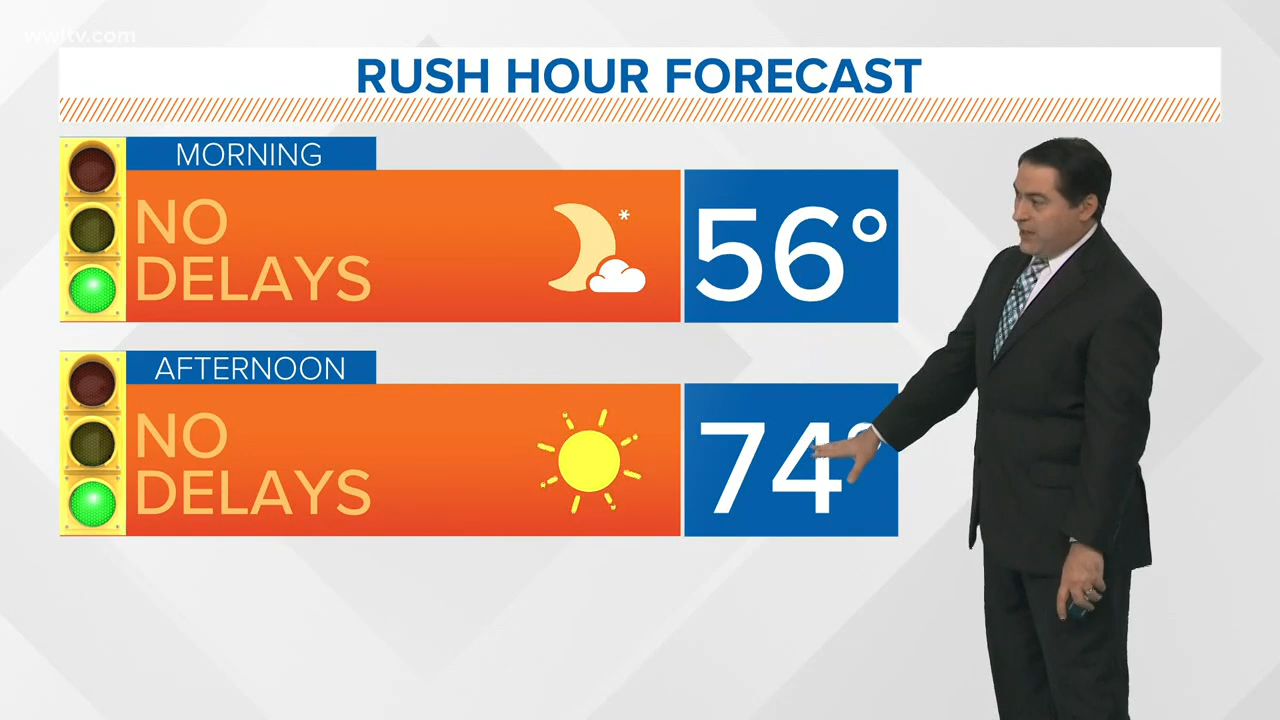 wwltv.com
RUSH HOUR FORECAST
MORNING
NO
DELAYS
56°
AFTERNOON
NO
DELAYS
74°